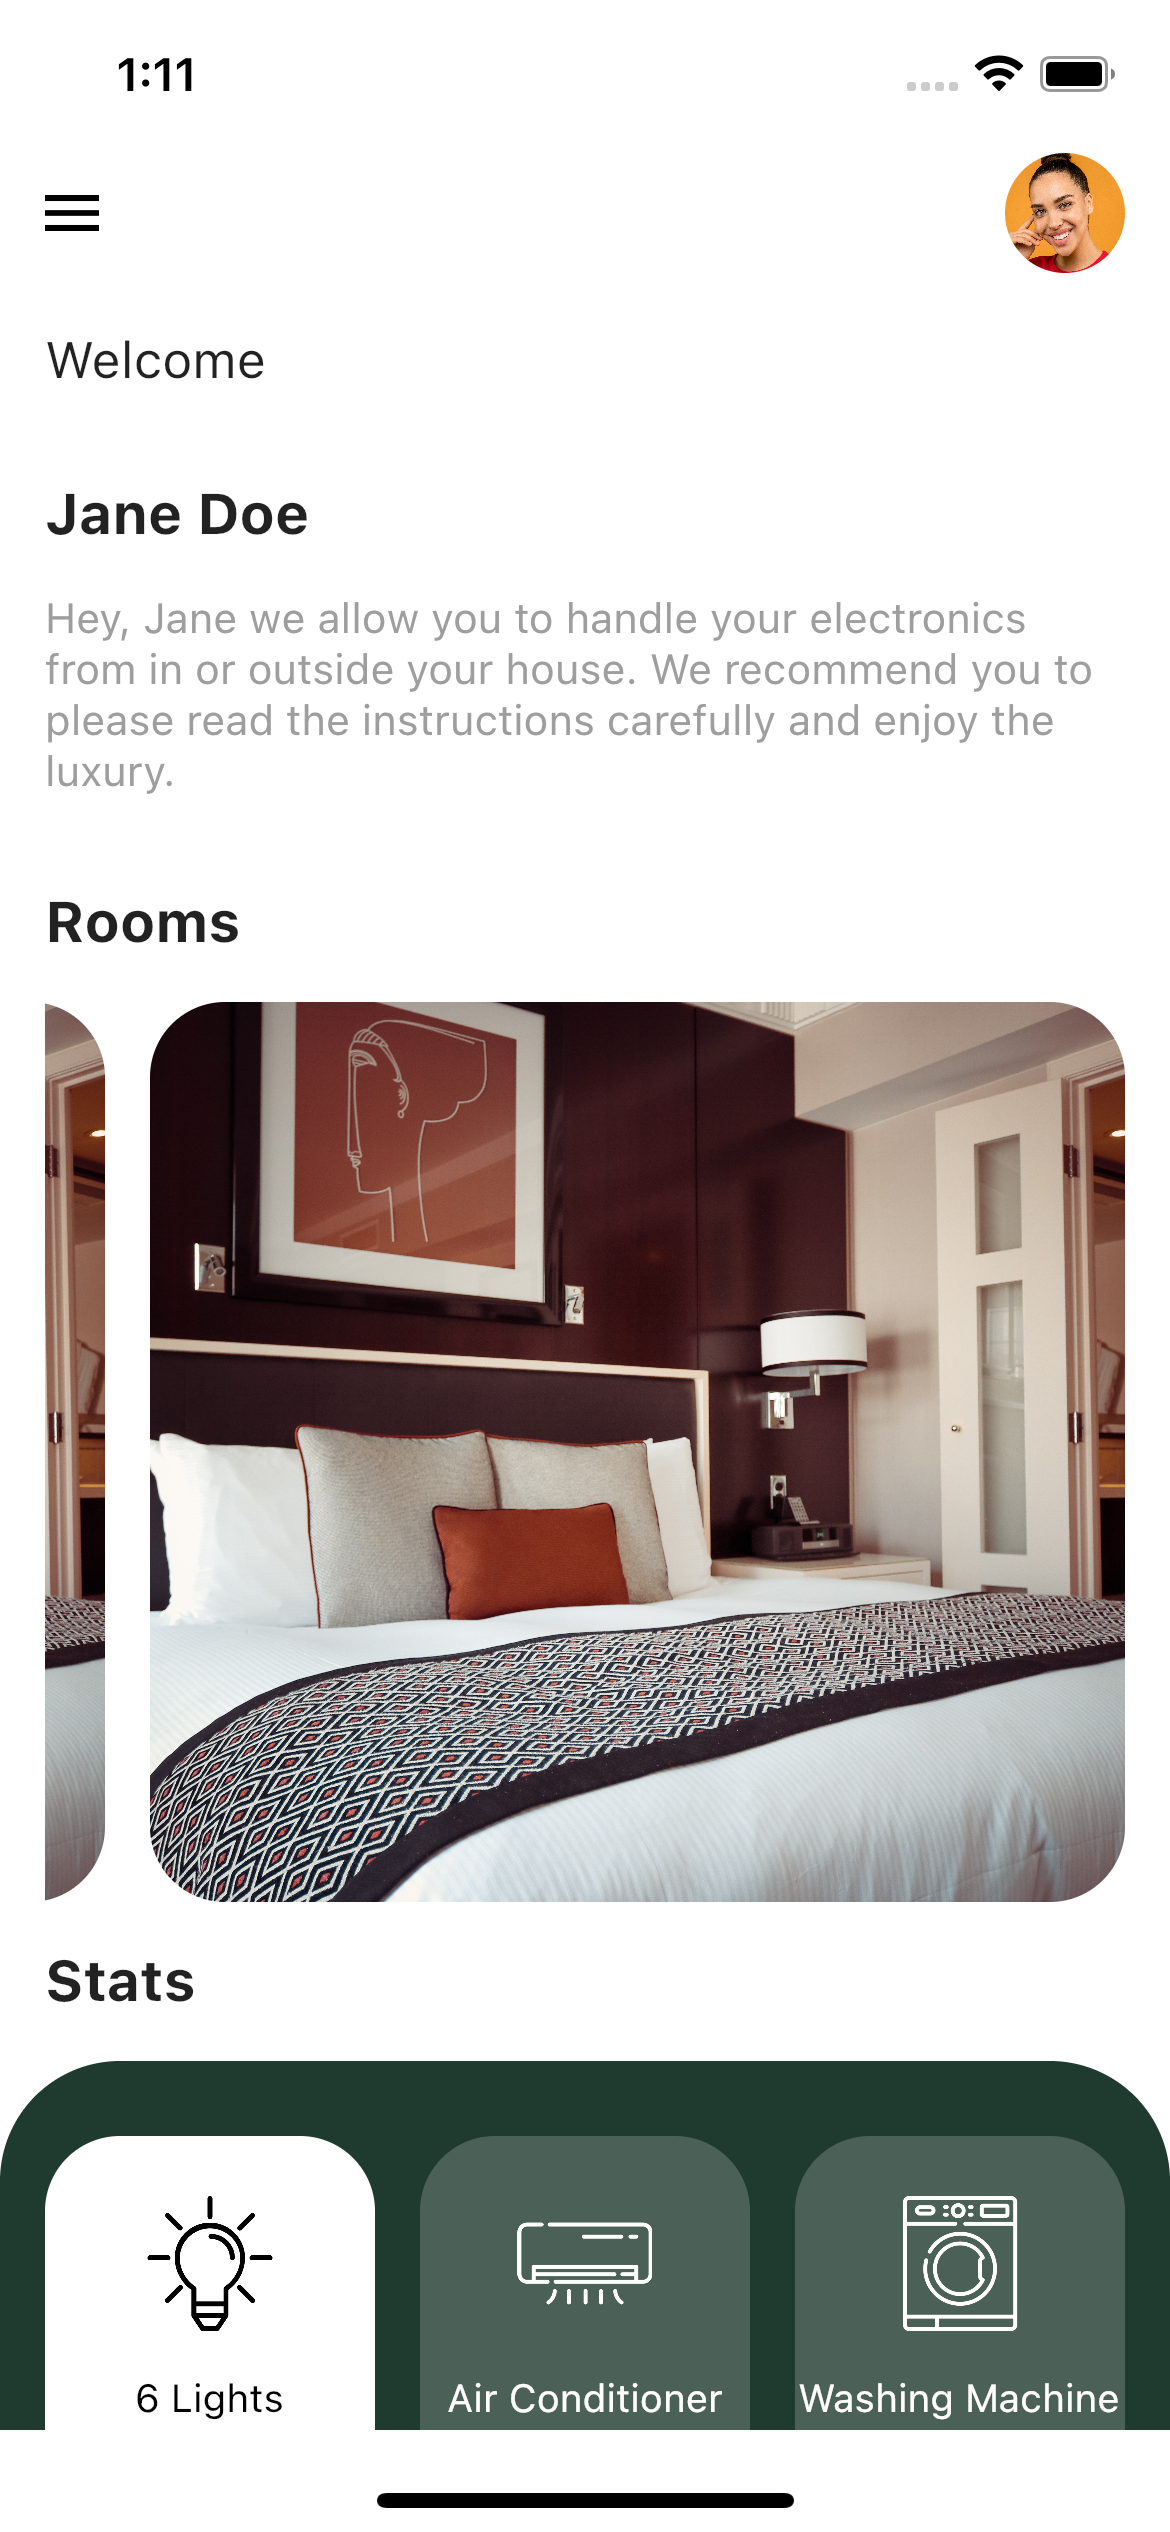 1:11
Welcome
Jane Doe
Hey, Jane we allow you to handle your electronics
from in or outside your house. We recommend you to
please read the instructions carefully and enjoy the
luxury.
Rooms
Stats
6 Lights
Air Conditioner
Washing Machine